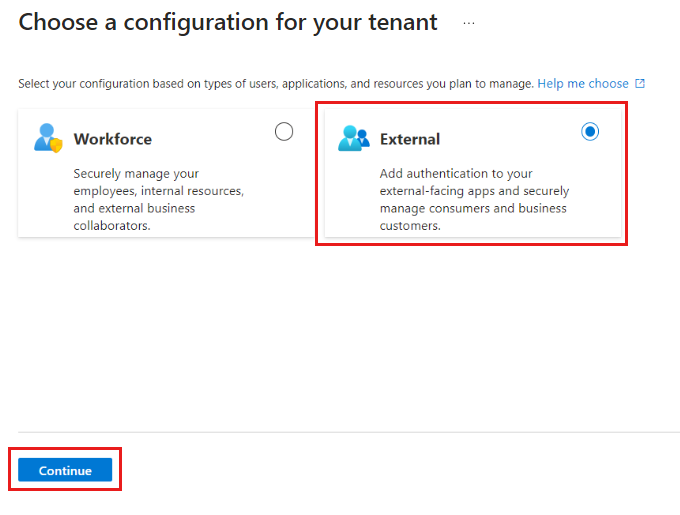 Choose a configuration for your tenant ...
Select your configuration based on types of users, applications, and resources you plan to manage. Help me choose
Workforce
Securely manage your
employees, internal resources,
and external business
collaborators.
External
Add authentication to your
external-facing apps and securely
manage consumers and business
customers.
Continue